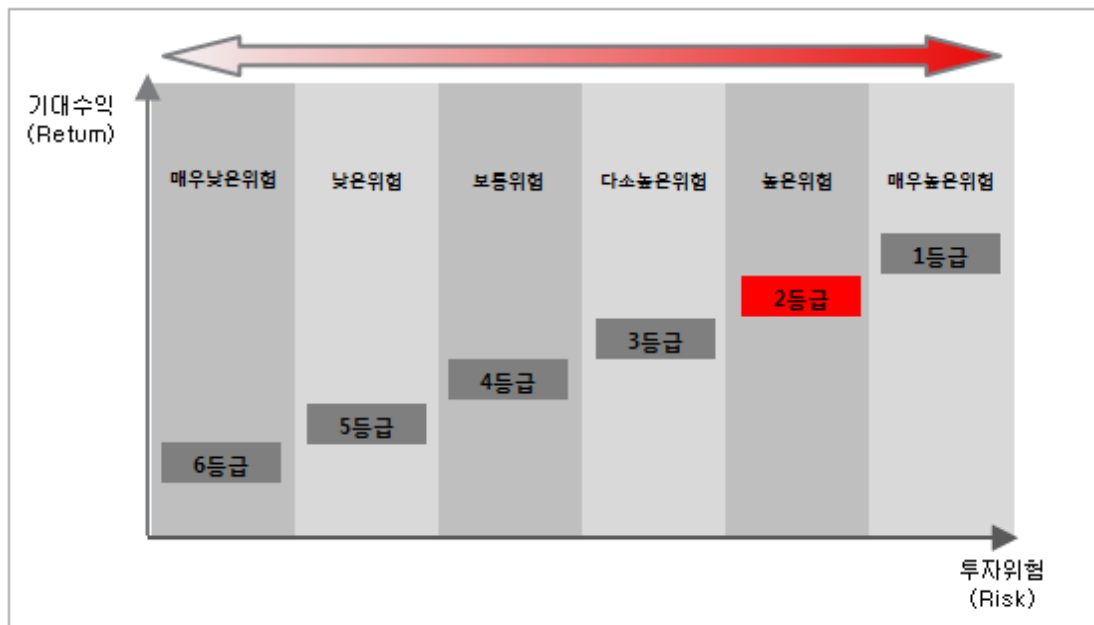 기대수익
(Retum)
매우낮은위험
낮은위험
보통위험
다소높은위험
높은위험
매우높은위험
1등급
2등급
3등급
4등급
5등급
6등급
투자위험
(Risk)